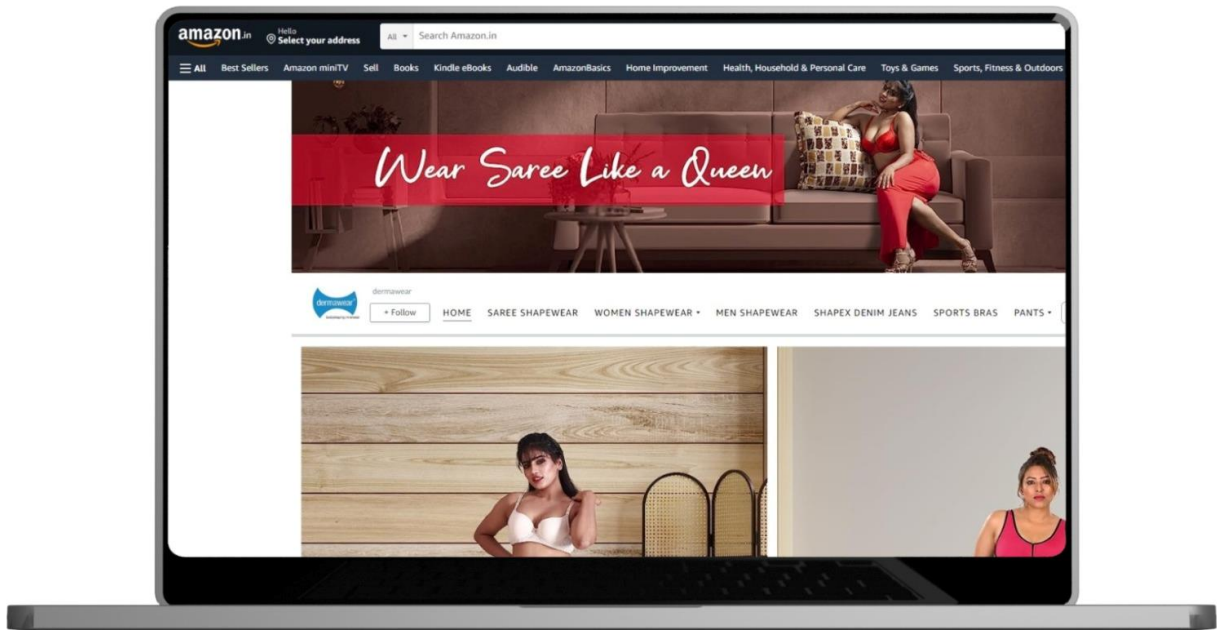 amazon.in
Hello
Select your address
All
Search Amazon.in
All Best Sellers Amazon miniTV Sell Books Kindle eBooks Audible AmazonBasics Home Improvement Health, Household & Personal Care Toys & Games Sports, Fitness & Outdoors
Wear Saree Like a Queen
dermawear
dermawear
+ Follow
HOME SAREE SHAPEWEAR WOMEN SHAPEWEAR MEN SHAPEWEAR SHAPEX DENIM JEANS SPORTS BRAS PANTS